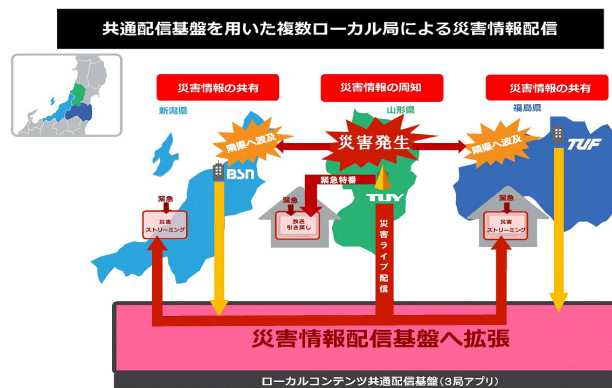 共通配信基盤を用いた複数ローカル局による災害情報配信
災害情報の共有
災害情報の周知
災害情報の共有
新潟県
山形県
福島県
隣県へ波及
災害発生
隣県へ波及
BSN
TUY
TUF
緊急特番
緊急
災害
ストリーミング
緊急
放送
引き戻し
緊急
災害
ストリーミング
災害ライブ配信
災害情報配信基盤へ拡張
ローカルコンテンツ共通配信基盤(3局アプリ)